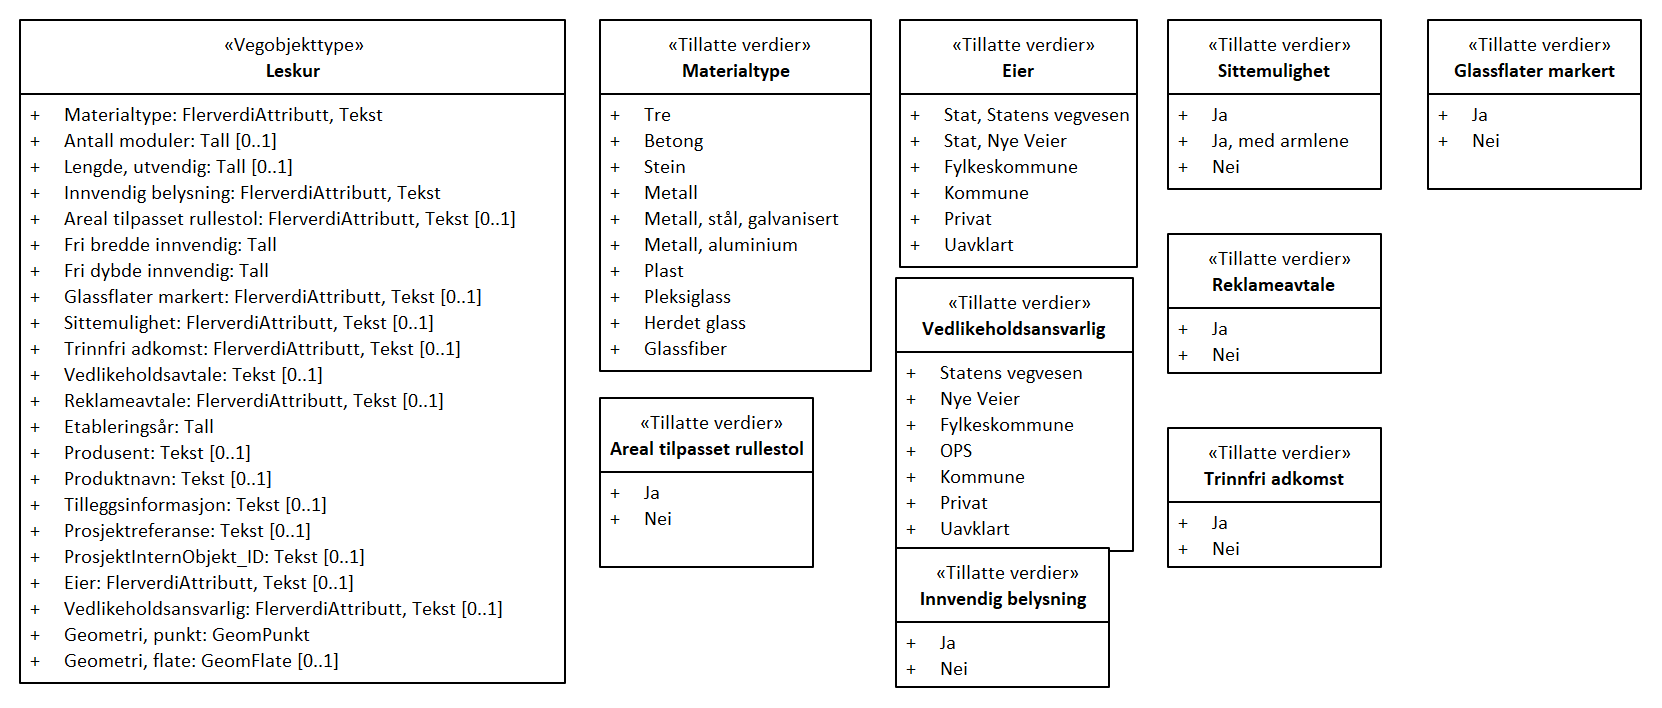 «Vegobjekttype»
Leskur
+ Materialtype: FlerverdiAttributt, Tekst
+ Antall moduler: Tall [0..1]
+ Lengde, utvendig: Tall [0..1]
+ Innvendig belysning: FlerverdiAttributt, Tekst
+ Areal tilpasset rullestol: FlerverdiAttributt, Tekst [0..1]
+ Fri bredde innvendig: Tall
+ Fri dybde innvendig: Tall
+ Glassflater markert: FlerverdiAttributt, Tekst [0..1]
+ Sittemulighet: FlerverdiAttributt, Tekst [0..1]
+ Trinnfri adkomst: FlerverdiAttributt, Tekst [0..1]
+ Vedlikeholdsavtale: Tekst [0..1]
+ Reklameavtale: FlerverdiAttributt, Tekst [0..1]
+ Etableringsår: Tall
+ Produsent: Tekst [0..1]
+ Produktnavn: Tekst [0..1]
+ Tilleggsinformasjon: Tekst [0..1]
+ Prosjektreferanse: Tekst [0..1]
+ ProsjektInternObjekt_ID: Tekst [0..1]
+ Eier: FlerverdiAttributt, Tekst [0..1]
+ Vedlikeholdsansvarlig: FlerverdiAttributt, Tekst [0..1]
+ Geometri, punkt: GeomPunkt
+ Geometri, flate: GeomFlate [0..1]
«Tillatte verdier»
Materialtype
+ Tre
+ Betong
+ Stein
+ Metall
+ Metall, stål, galvanisert
+ Metall, aluminium
+ Plast
+ Pleksiglass
+ Herdet glass
+ Glassfiber
«Tillatte verdier»
Areal tilpasset rullestol
+ Ja
+ Nei
«Tillatte verdier»
Eier
+ Stat, Statens vegvesen
+ Stat, Nye Veier
+ Fylkeskommune
+ Kommune
+ Privat
+ Uavklart
«Tillatte verdier»
Vedlikeholdsansvarlig
+ Statens vegvesen
+ Nye Veier
+ Fylkeskommune
+ OPS
+ Kommune
+ Privat
+ Uavklart
«Tillatte verdier»
Innvendig belysning
+ Ja
+ Nei
«Tillatte verdier»
Sittemulighet
+ Ja
+ Ja, med armlene
+ Nei
«Tillatte verdier»
Reklameavtale
+ Ja
+ Nei
«Tillatte verdier»
Trinnfri adkomst
+ Ja
+ Nei
«Tillatte verdier»
Glassflater markert
+ Ja
+ Nei